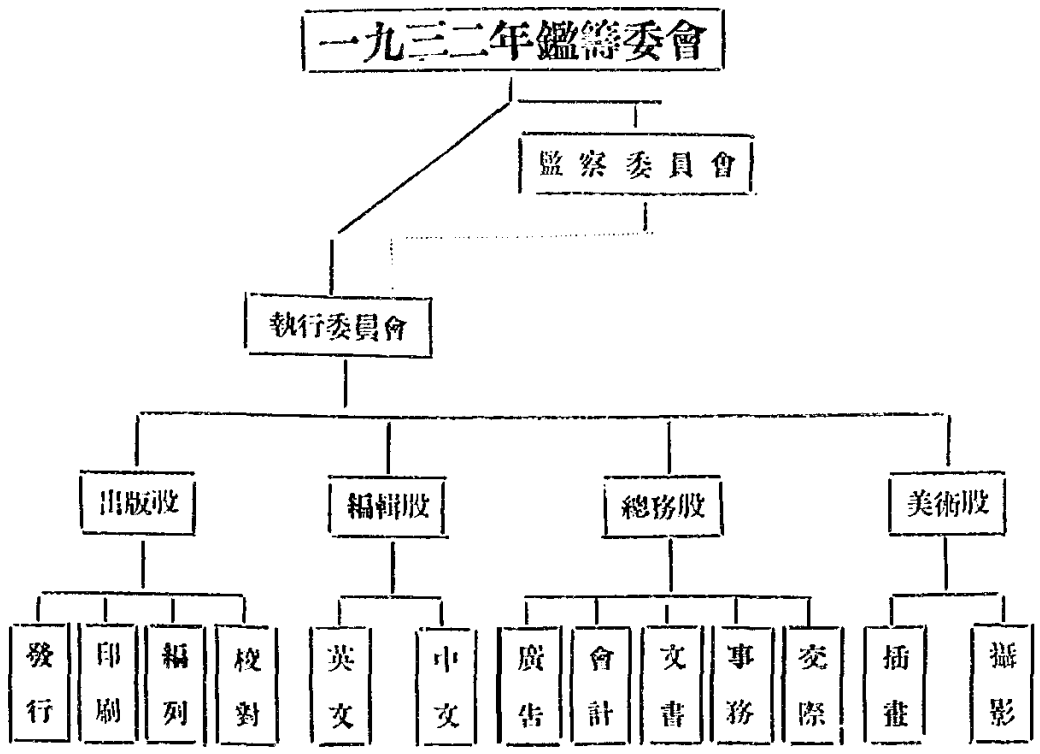 一九三二年鑑籌委會
監察委員會
執行委員會
出版股
編輯股
總務股
美術股
發行
印刷
編列
校對
英文
中文
廣告
會計
文書
事務
交際
插畫
攝影